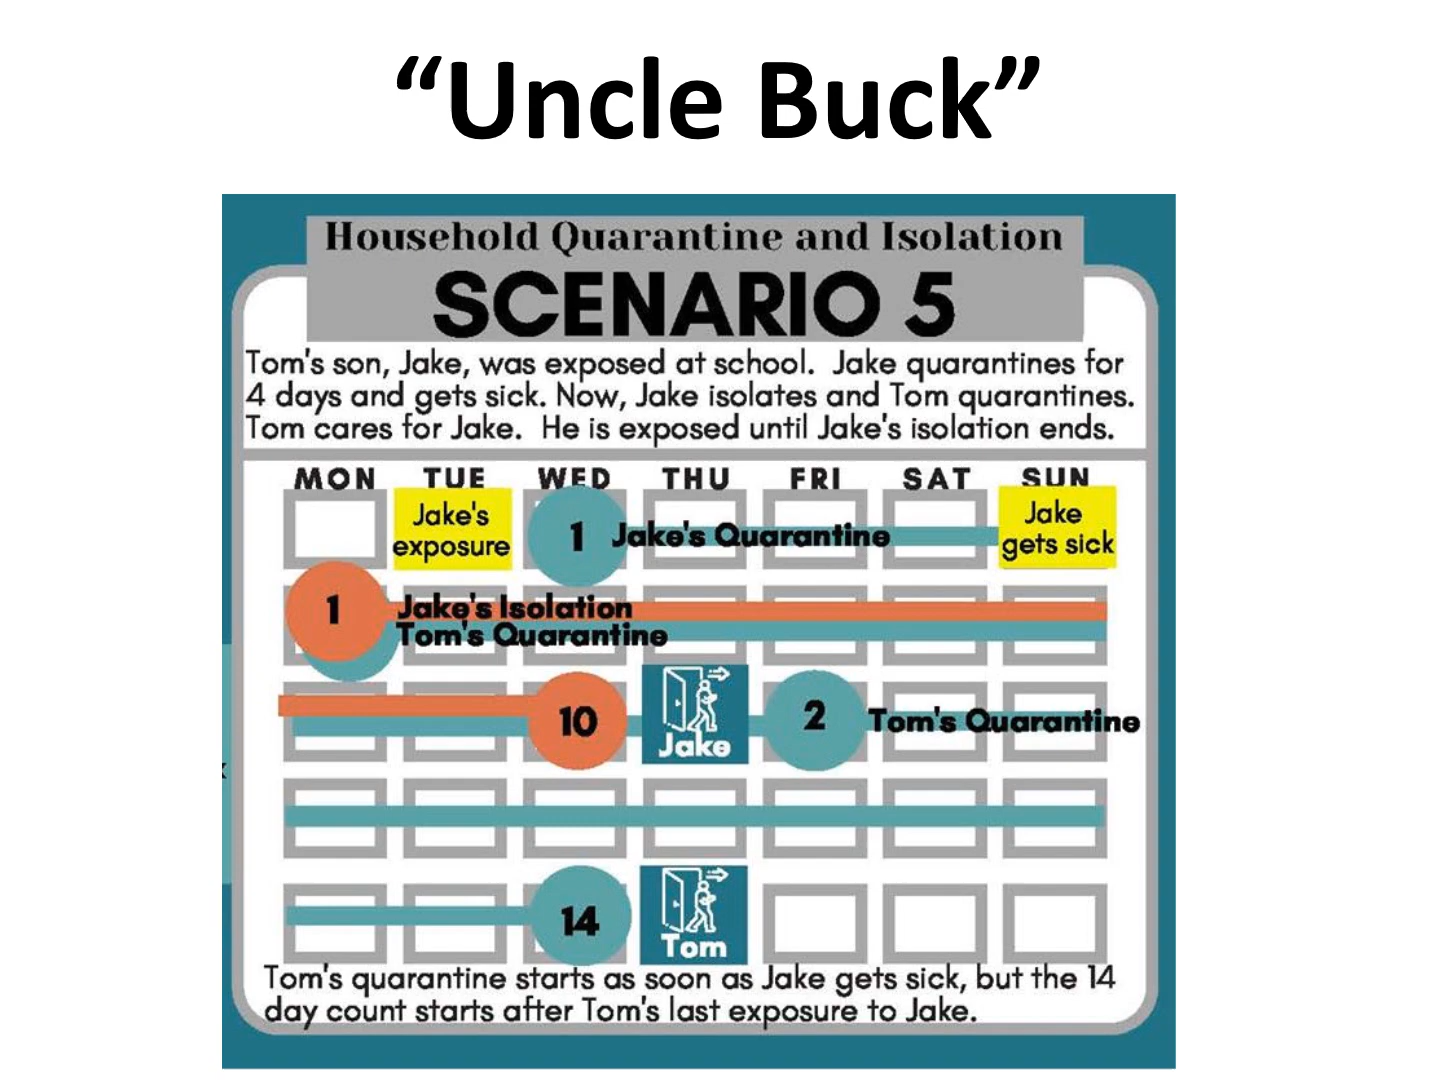 “Uncle Buck”
Household Quarantine and Isolation
SCENARIO 5
Tom's son, Jake, was exposed at school.  Jake quarantines for
4 days and gets sick. Now, Jake isolates and Tom quarantines.
Tom cares for Jake.  He is exposed until Jake's isolation ends.
MON TUE WED THU FRI SAT SUN
Jake's
exposure
1 Jake's Quarantine
Jake
gets sick
1 Jake's Isolation
Tom's Quarantine
10
Jake
2 Tom's Quarantine
14
Tom
Tom's quarantine starts as soon as Jake gets sick, but the 14
day count starts after Tom's last exposure to Jake.